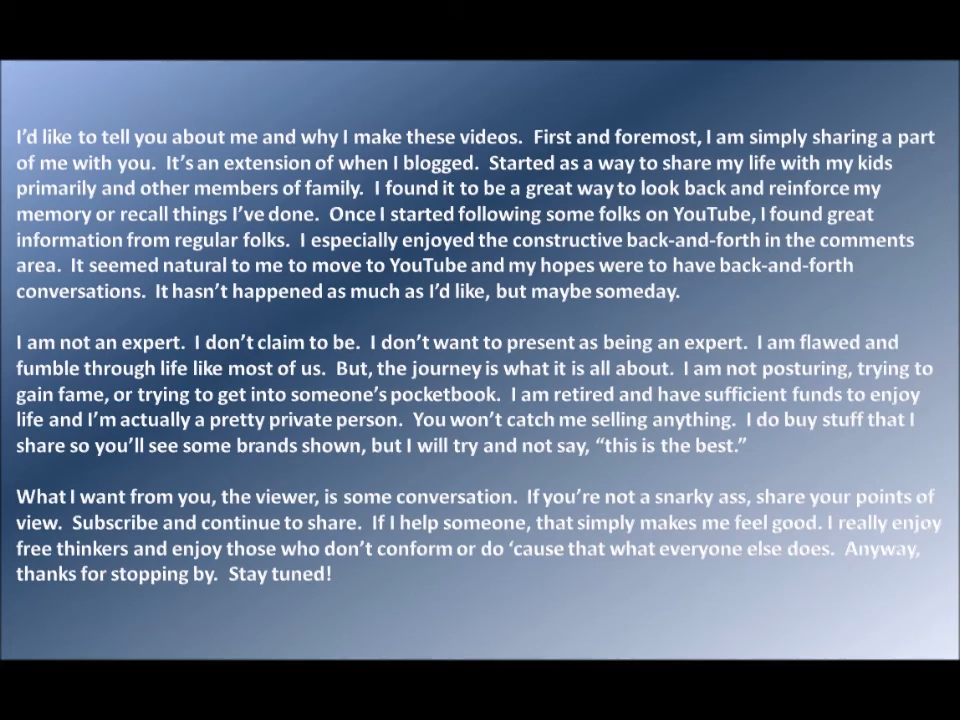 I’d like to tell you about me and why I make these videos.  First and foremost, I am simply sharing a part
of me with you.  It’s an extension of when I blogged.  Started as a way to share my life with my kids
primarily and other members of family.  I found it to be a great way to look back and reinforce my
memory or recall things I’ve done.  Once I started following some folks on YouTube, I found great
information from regular folks.  I especially enjoyed the constructive back-and-forth in the comments
area.  It seemed natural to me to move to YouTube and my hopes were to have back-and-forth
conversations.  It hasn’t happened as much as I’d like, but maybe someday.

I am not an expert.  I don’t claim to be.  I don’t want to present as being an expert.  I am flawed and
fumble through life like most of us.  But, the journey is what it is all about.  I am not posturing, trying to
gain fame, or trying to get into someone’s pocketbook.  I am retired and have sufficient funds to enjoy
life and I’m actually a pretty private person.  You won’t catch me selling anything.  I do buy stuff that I
share so you’ll see some brands shown, but I will try and not say, “this is the best.”

What I want from you, the viewer, is some conversation.  If you’re not a snarky ass, share your points of
view.  Subscribe and continue to share.  If I help someone, that simply makes me feel good. I really enjoy
free thinkers and enjoy those who don’t conform or do ‘cause that what everyone else does.  Anyway,
thanks for stopping by.  Stay tuned!